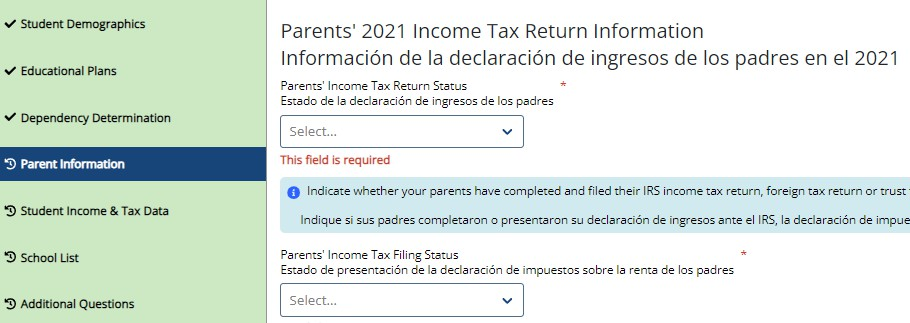 Student Demographics
Educational Plans
Dependency Determination
Parent Information
Student Income & Tax Data
School List
Additional Questions
Parents' 2021 Income Tax Return Information
Información de la declaración de ingresos de los padres en el 2021
Parents' Income Tax Return Status *
Estado de la declaración de ingresos de los padres
Select...
This field is required
Indicate whether your parents have completed and filed their IRS income tax return, foreign tax return or trust
Indique si sus padres completaron o presentaron su declaración de ingresos ante el IRS, la declaración de
Parents' Income Tax Filing Status *
Estado de presentación de la declaración de impuestos sobre la renta de los padres
Select...